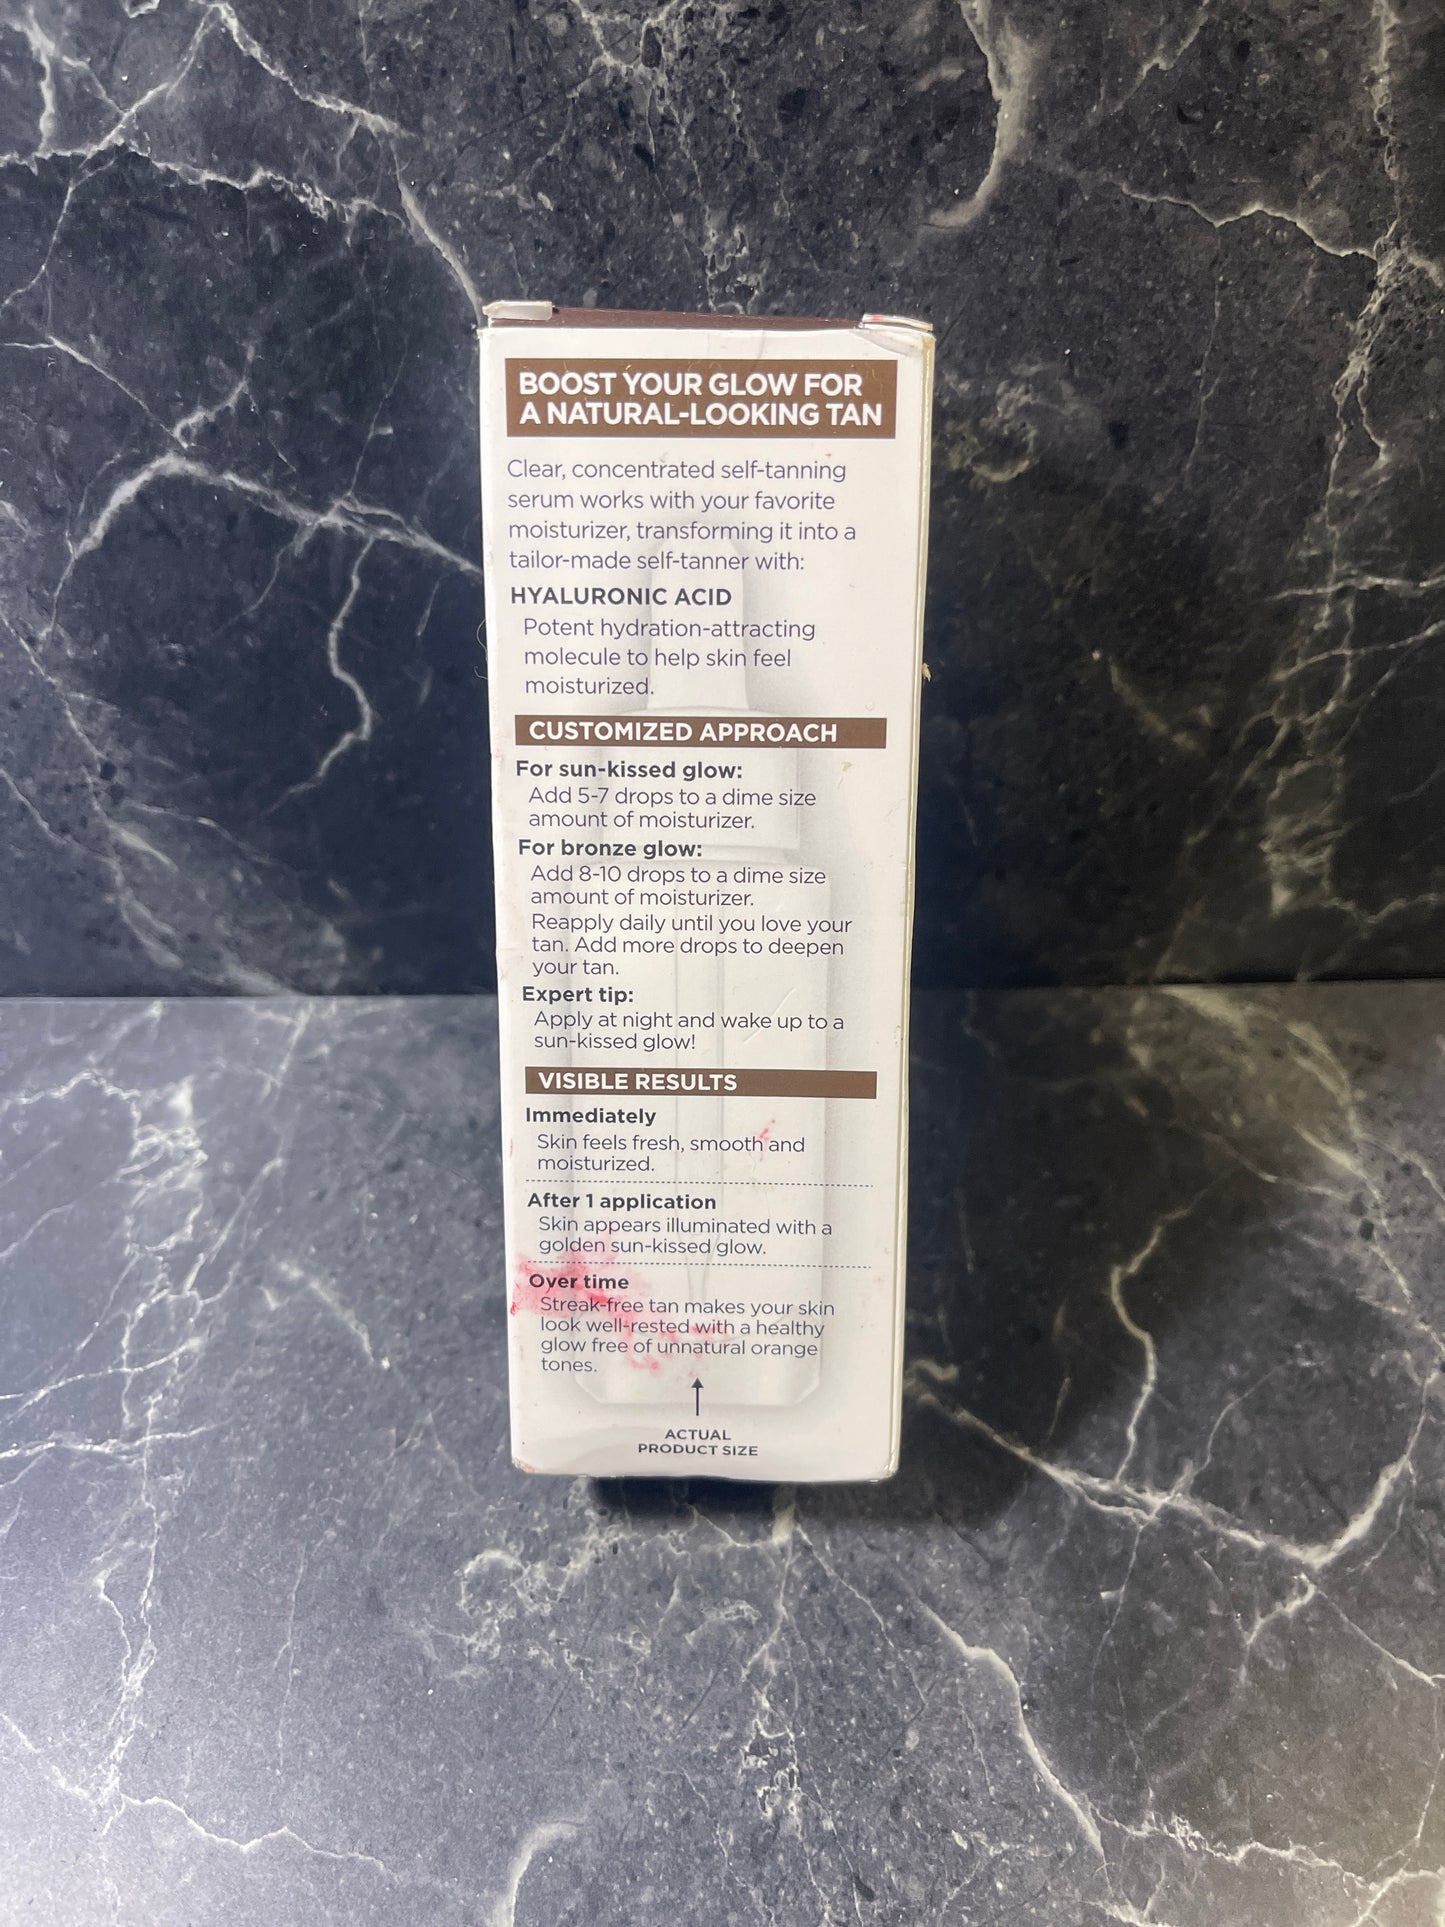 BOOST YOUR GLOW FOR
A NATURAL-LOOKING TAN
Clear, concentrated self-tanning
serum works with your favorite
moisturizer, transforming it into a
tailor-made self-tanner with:
HYALURONIC ACID
Potent hydration-attracting
molecule to help skin feel
moisturized.
CUSTOMIZED APPROACH
For sun-kissed glow:
Add 5-7 drops to a dime size
amount of moisturizer.
For bronze glow:
Add 8-10 drops to a dime size
amount of moisturizer.
Reapply daily until you love your
tan. Add more drops to deepen
your tan.
Expert tip:
Apply at night and wake up to a
sun-kissed glow!
VISIBLE RESULTS
Immediately
Skin feels fresh, smooth and
moisturized.
After 1 application
Skin appears illuminated with a
golden sun-kissed glow.
Over time
Streak-free tan makes your skin
look well-rested with a healthy
glow free of unnatural orange
tones.
ACTUAL
PRODUCT SIZE